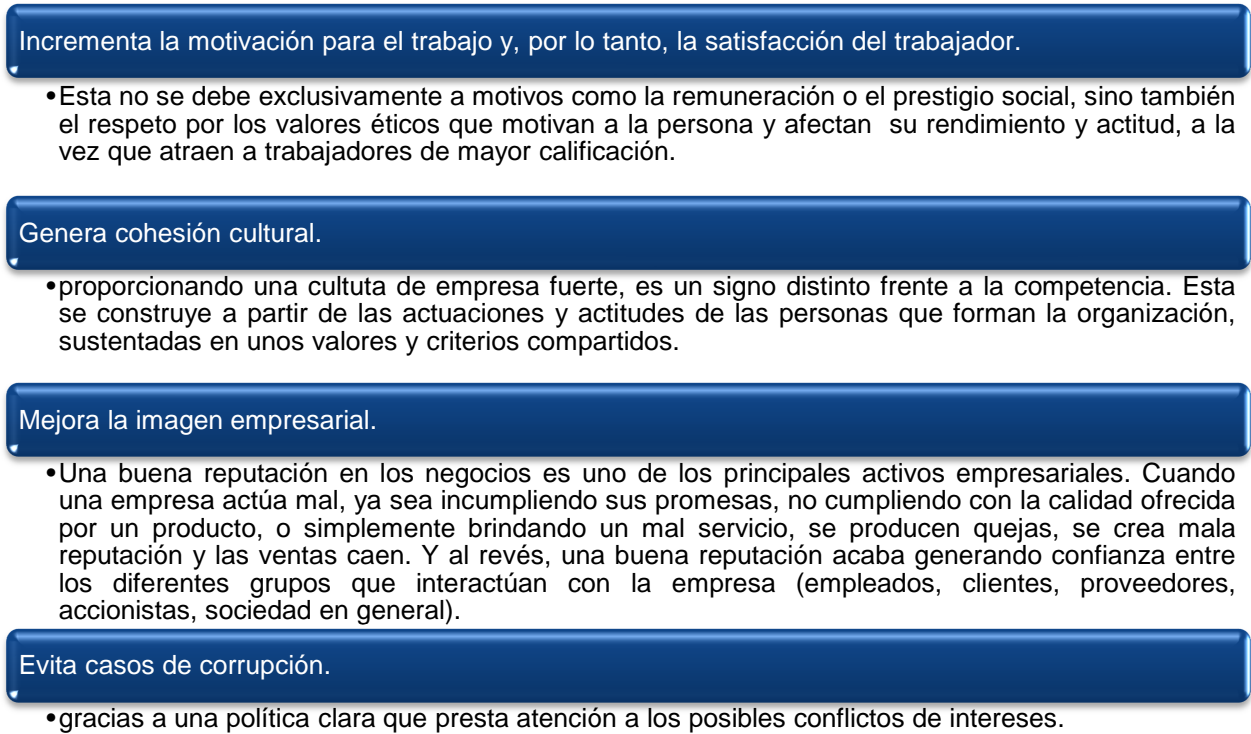 Incrementa la motivación para el trabajo y, por lo tanto, la satisfacción del trabajador.
•Esta no se debe exclusivamente a motivos como la remuneración o el prestigio social, sino también
el respeto por los valores éticos que motivan a la persona y afectan su rendimiento y actitud, a la
vez que atraen a trabajadores de mayor calificación.
Genera cohesión cultural.
•proporcionando una cultuta de empresa fuerte, es un signo distinto frente a la competencia. Esta
se construye a partir de las actuaciones y actitudes de las personas que forman la organización,
sustentadas en unos valores y criterios compartidos.
Mejora la imagen empresarial.
•Una buena reputación en los negocios es uno de los principales activos empresariales. Cuando
una empresa actúa mal, ya sea incumpliendo sus promesas, no cumpliendo con la calidad ofrecida
por un producto, o simplemente brindando un mal servicio, se producen quejas, se crea mala
reputación y las ventas caen. Y al revés, una buena reputación acaba generando confianza entre
los diferentes grupos que interactúan con la empresa (empleados, clientes, proveedores,
accionistas, sociedad en general).
Evita casos de corrupción.
•gracias a una política clara que presta atención a los posibles conflictos de intereses.